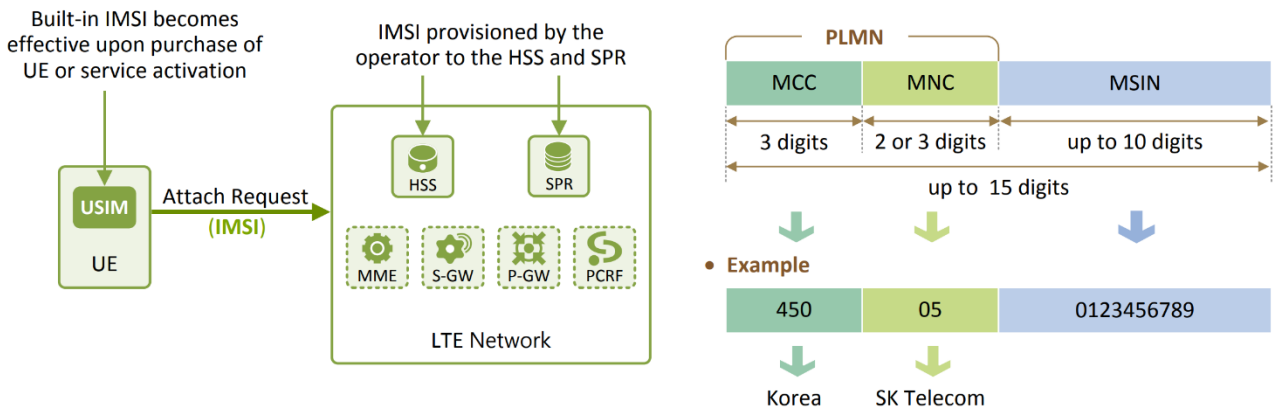 Built-in IMSI becomes
effective upon purchase of
UE or service activation
IMSI provisioned by the
operator to the HSS and SPR
HSS
SPR
USIM
UE
Attach Request
(IMSI)
MME
S-GW
P-GW
PCRF
LTE Network
PLMN
MCC
MNC
MSIN
3 digits
2 or 3 digits
up to 10 digits
up to 15 digits
• Example
450
05
0123456789
Korea
SK Telecom